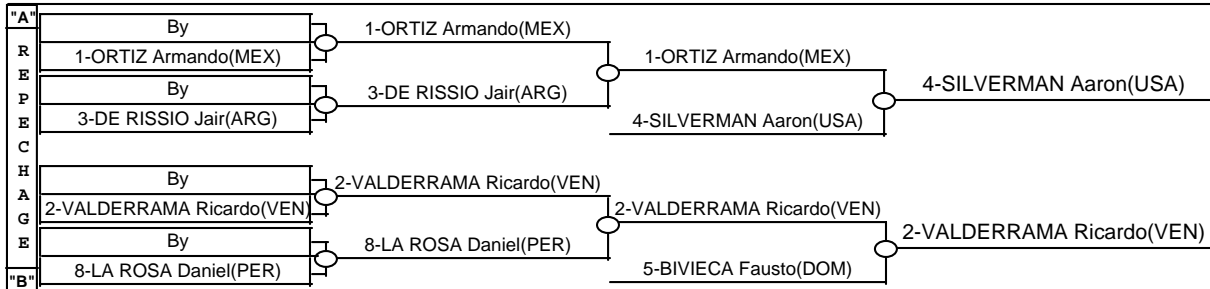 "A"
R
E
P
E
C
H
A
G
E
"B"
By
1-ORTIZ Armando(MEX)
By
3-DE RISSIO Jair(ARG)
By
2-VALDERRAMA Ricardo(VEN)
By
8-LA ROSA Daniel(PER)
1-ORTIZ Armando(MEX)
3-DE RISSIO Jair(ARG)
2-VALDERRAMA Ricardo(VEN)
8-LA ROSA Daniel(PER)
1-ORTIZ Armando(MEX)
4-SILVERMAN Aaron(USA)
2-VALDERRAMA Ricardo(VEN)
5-BIVIECA Fausto(DOM)
4-SILVERMAN Aaron(USA)
2-VALDERRAMA Ricardo(VEN)